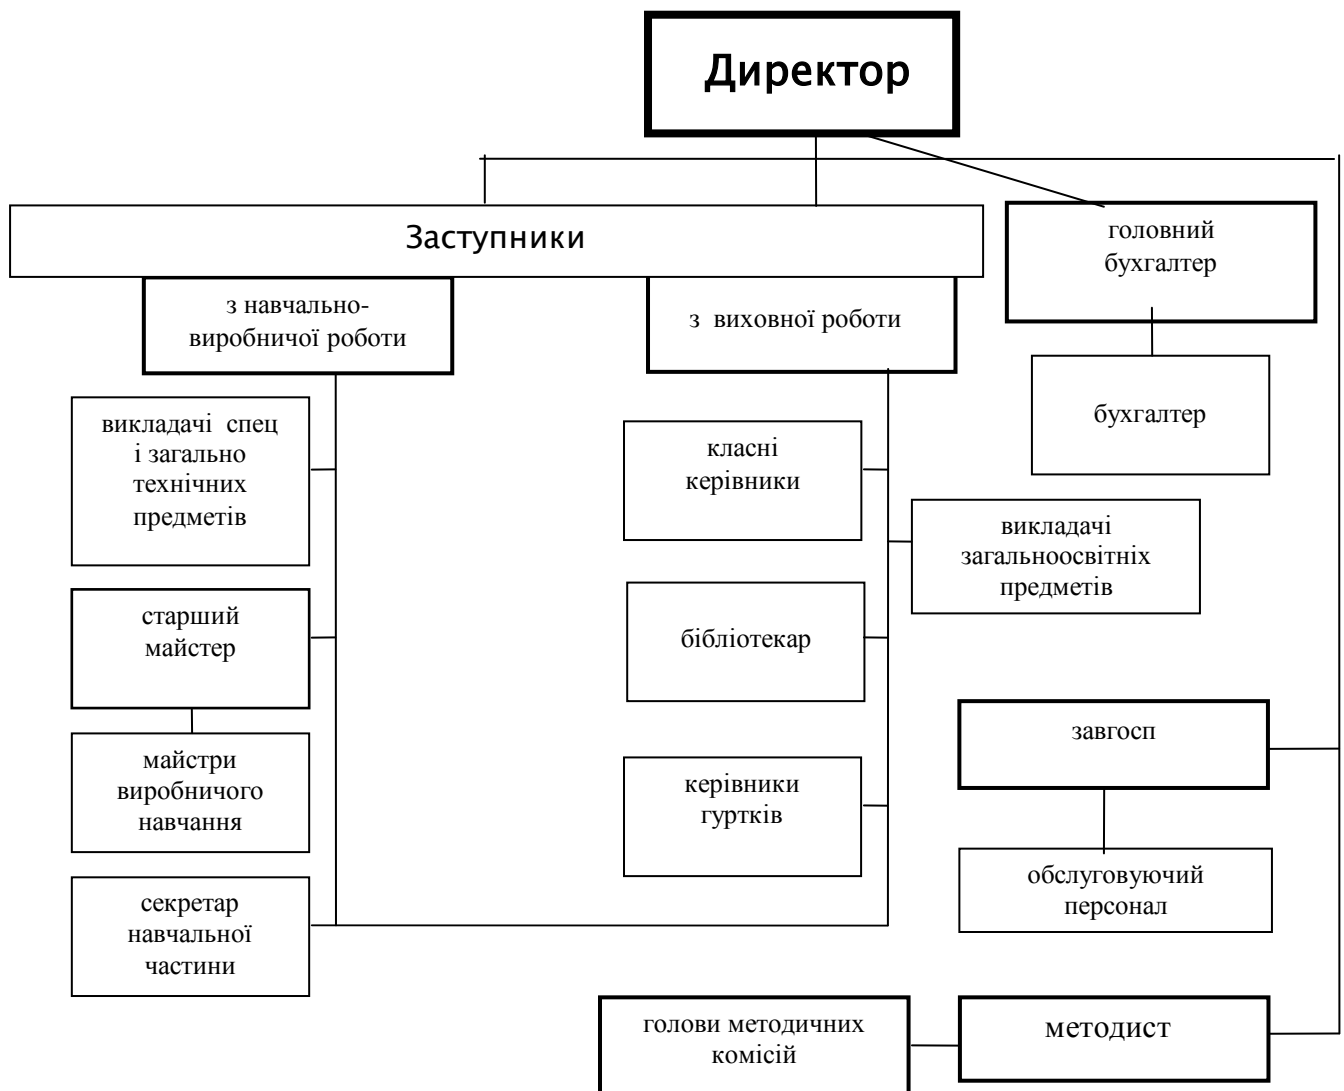 Директор
Заступники
головний
бухгалтер
з навчально-
виробничої роботи
з виховної роботи
бухгалтер
викладачі спец
і загально
технічних
предметів
класні
керівники
викладачі
загальноосвітніх
предметів
старший
майстер
бібліотекар
завгосп
майстри
виробничого
навчання
керівники
гуртків
обслуговуючий
персонал
секретар
навчальної
частини
голови методичних
комісій
методист